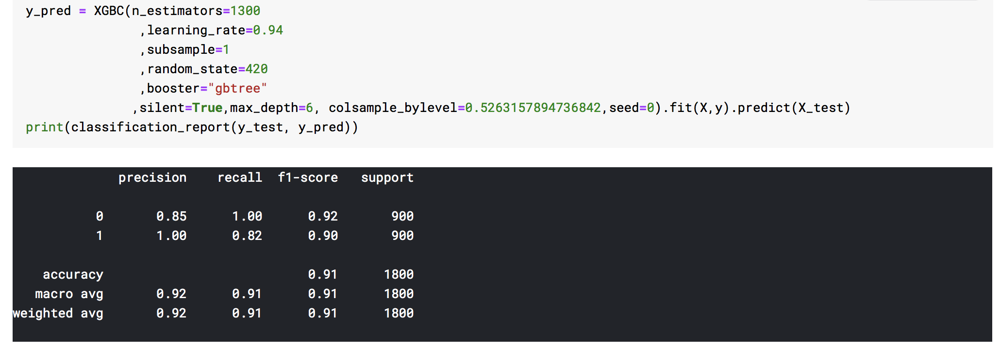 y_pred = XGBC(n_estimators=1300
,learning_rate=0.94
,subsample=1
,random_state=420
,booster="gbtree"
,silent=True,max_depth=6, colsample_bylevel=0.5263157894736842,seed=0).fit(X,y).predict(X_test)
print(classification_report(y_test, y_pred))
precision recall f1-score support
0 0.85 1.00 0.92 900
1 1.00 0.82 0.90 900
accuracy 0.91 1800
macro avg 0.92 0.91 0.91 1800
weighted avg 0.92 0.91 0.91 1800